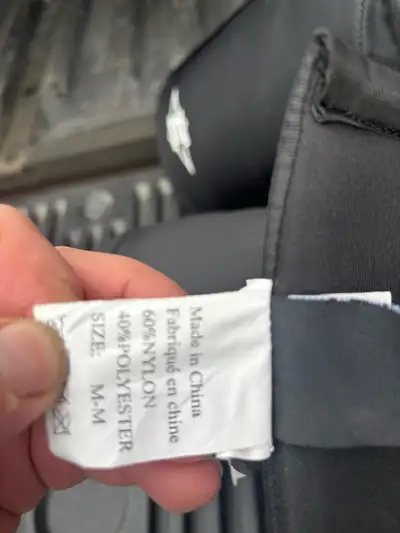 Made in China
Fabriqué en chine
60%NYLON
40%POLYESTER
SIZE: M-M